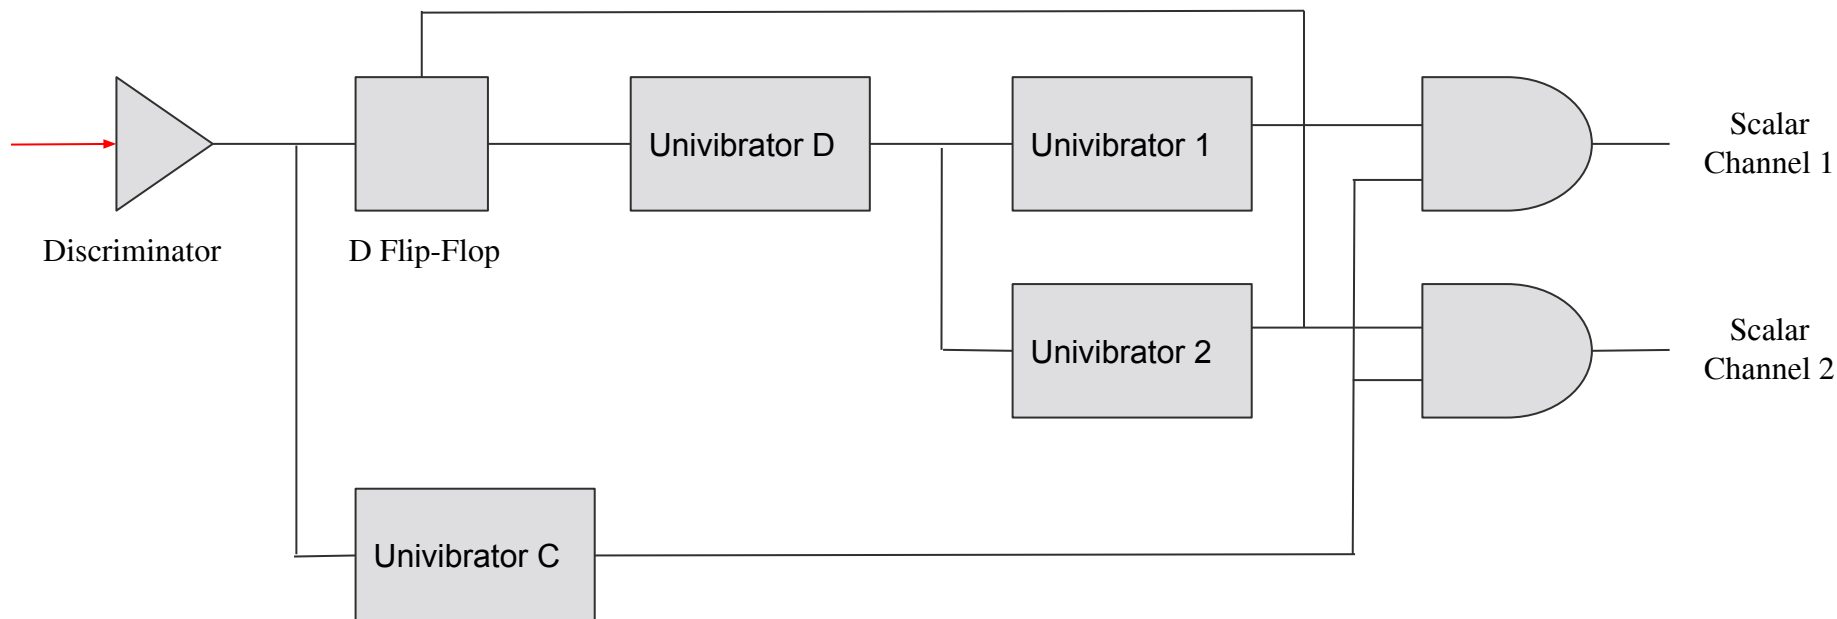 Univibrator D
Univibrator 1
Scalar
Channel 1
Discriminator
D Flip-Flop
Univibrator 2
Scalar
Channel 2
Univibrator C